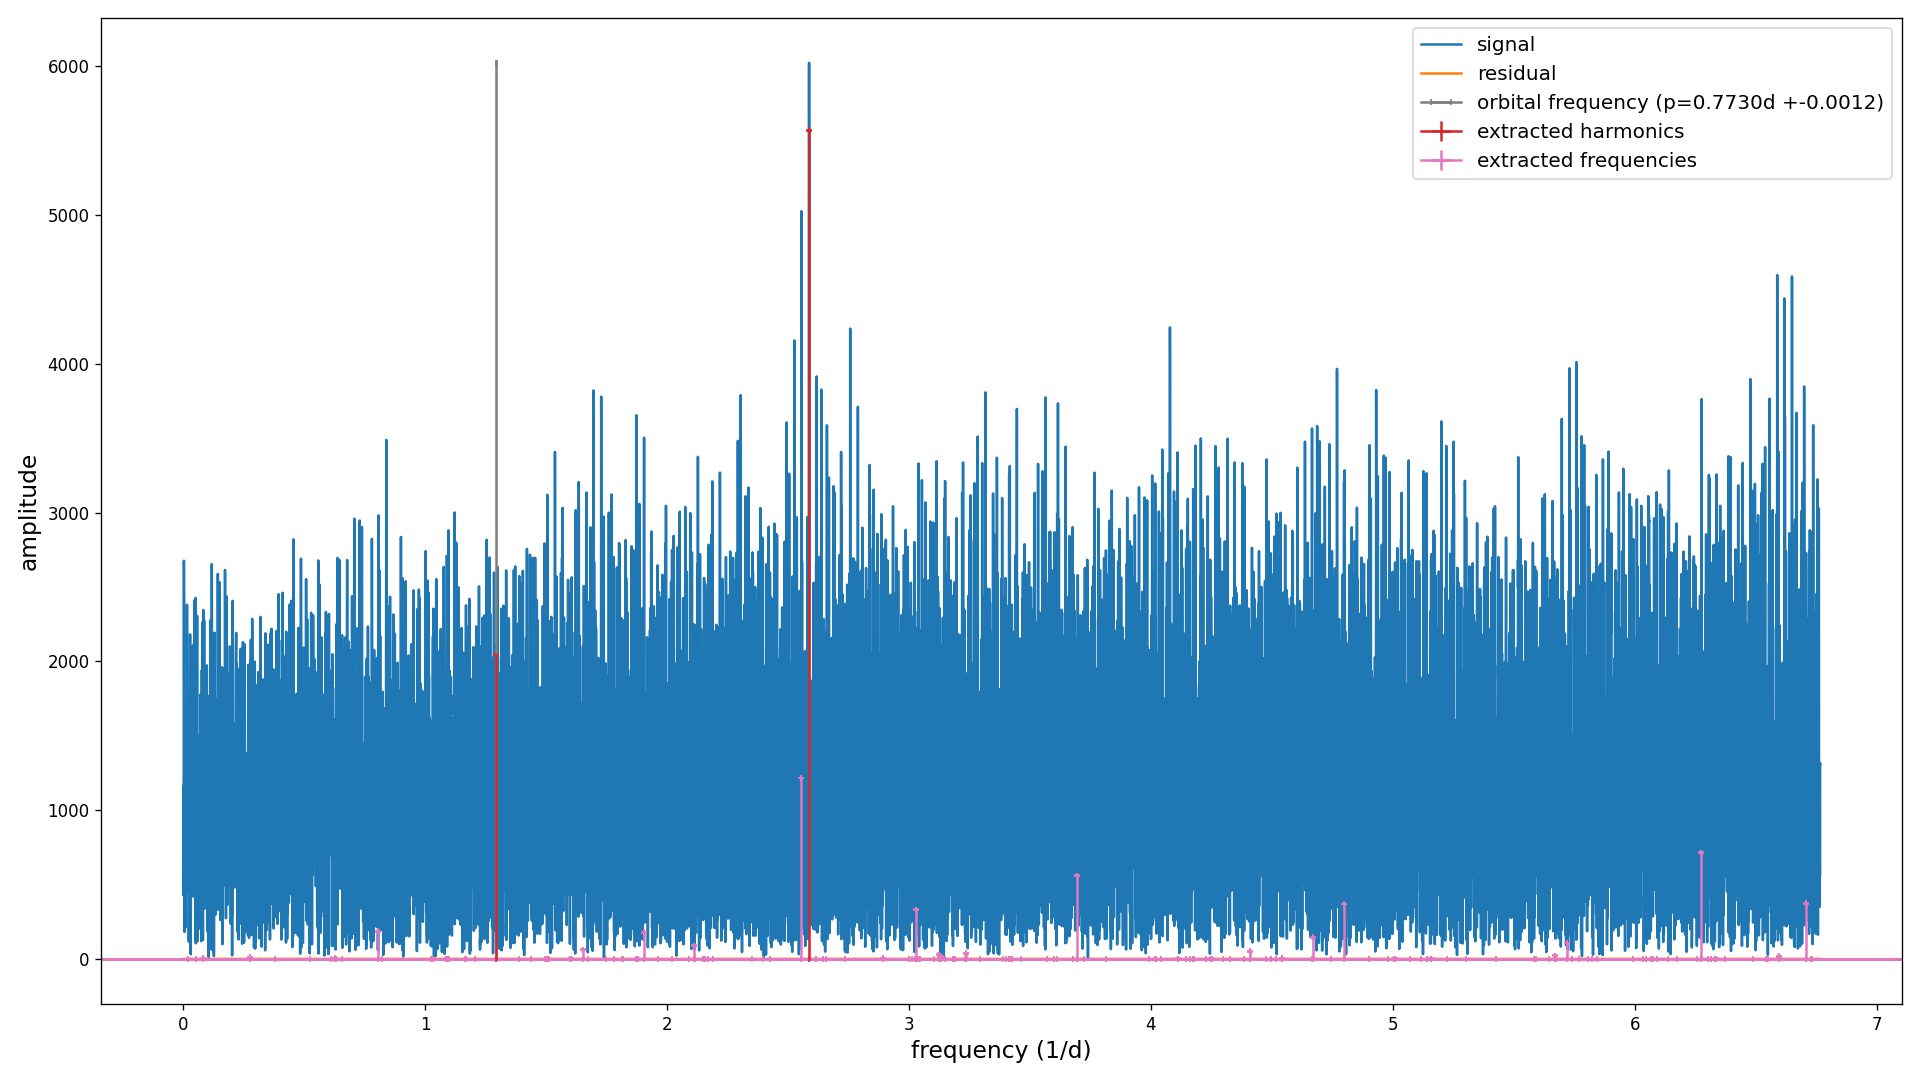 signal
residual
orbital frequency (p=0.7730d +-0.0012)
extracted harmonics
extracted frequencies
amplitude
6000
5000
4000
3000
2000
1000
0
0 1 2 3 4 5 6 7
frequency (1/d)